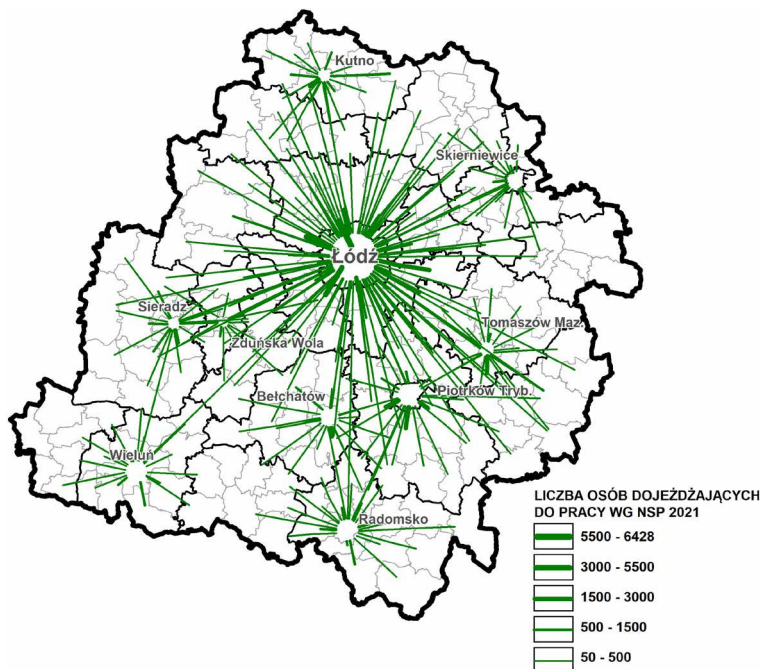 Kutno
Skierniewice
Łódź
Sieradz
Tomaszów Maz.
Zduńska Wola
Bełchatów
Piotrków Tryb.
Wieluń
Radomsko
LICZBA OSÓB DOJEŻDŻAJĄCYCH
DO PRACY WG NSP 2021
5500 - 6428
3000 - 5500
1500 - 3000
500 - 1500
50 - 500